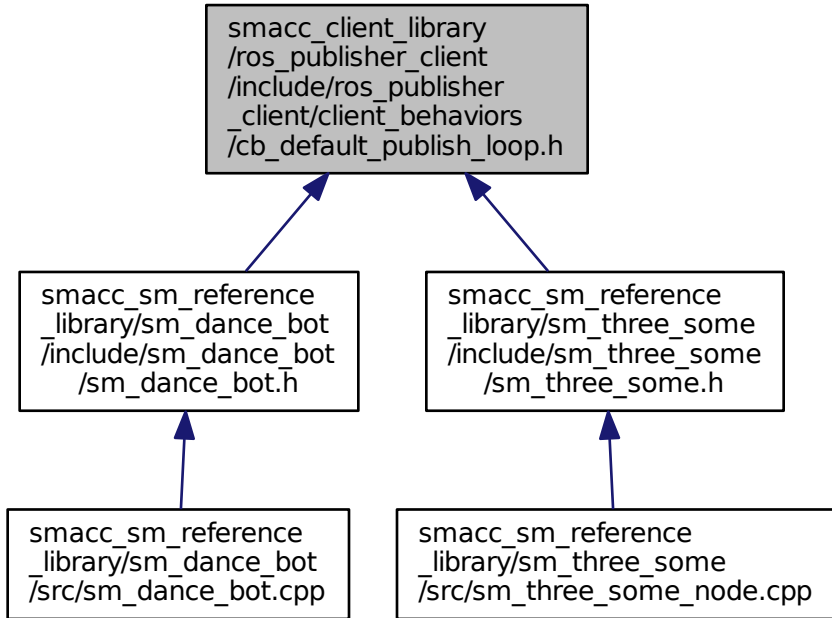 smacc_client_library
/ros_publisher_client
/include/ros_publisher
_client/client_behaviors
/cb_default_publish_loop.h
smacc_sm_reference
_library/sm_dance_bot
/include/sm_dance_bot
/sm_dance_bot.h
smacc_sm_reference
_library/sm_three_some
/include/sm_three_some
/sm_three_some.h
smacc_sm_reference
_library/sm_dance_bot
/src/sm_dance_bot.cpp
smacc_sm_reference
_library/sm_three_some
/src/sm_three_some_node.cpp